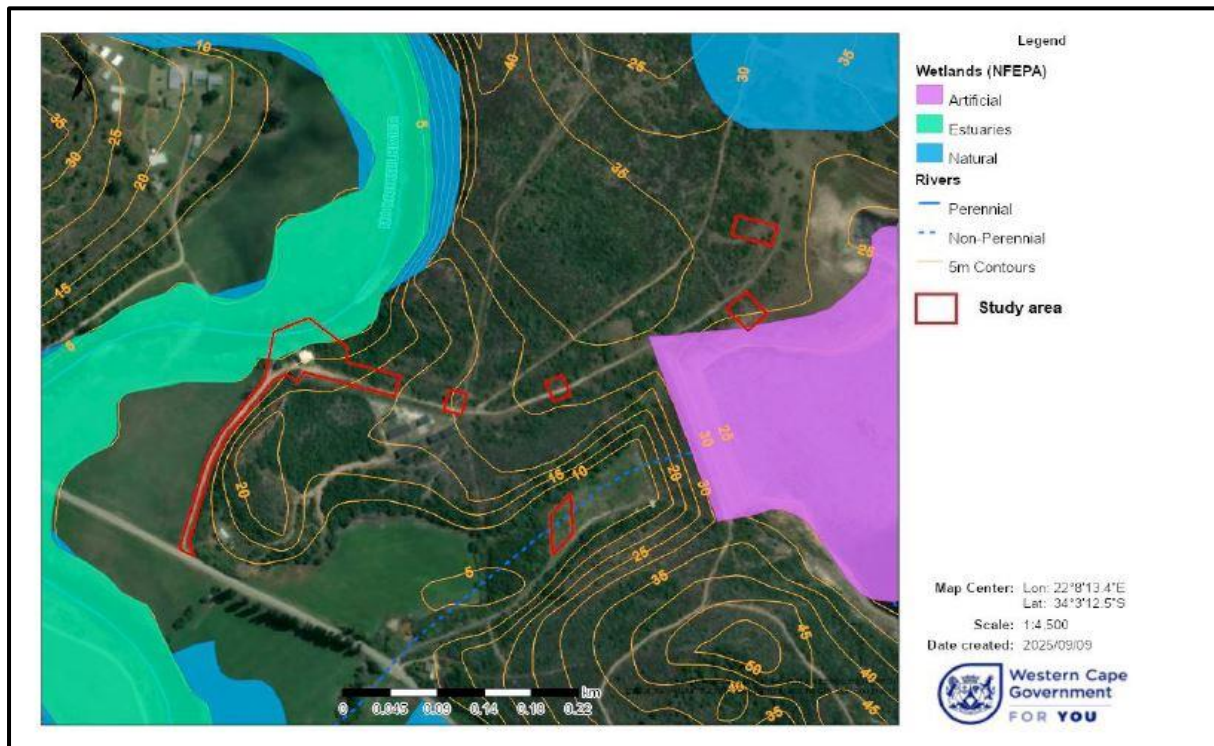 Legend
Wetlands (NFEPA)
Artificial
Estuaries
Natural
Rivers
Perennial
Non-Perennial
5m Contours
Study area
10
35
25
30
20
15
5
5
40
25
30
35
35
25
20
15
10
30
25
20
30
25
35
5
45
50
40
35
45
40
35
km
0 0.045 0.09 0.14 0.18 0.22
Map Center: Lon: 22°8'13.4"E
Lat: 34°3'12.5"S
Scale: 1:4,500
Date created: 2025/09/09
Western Cape
Government
FOR YOU